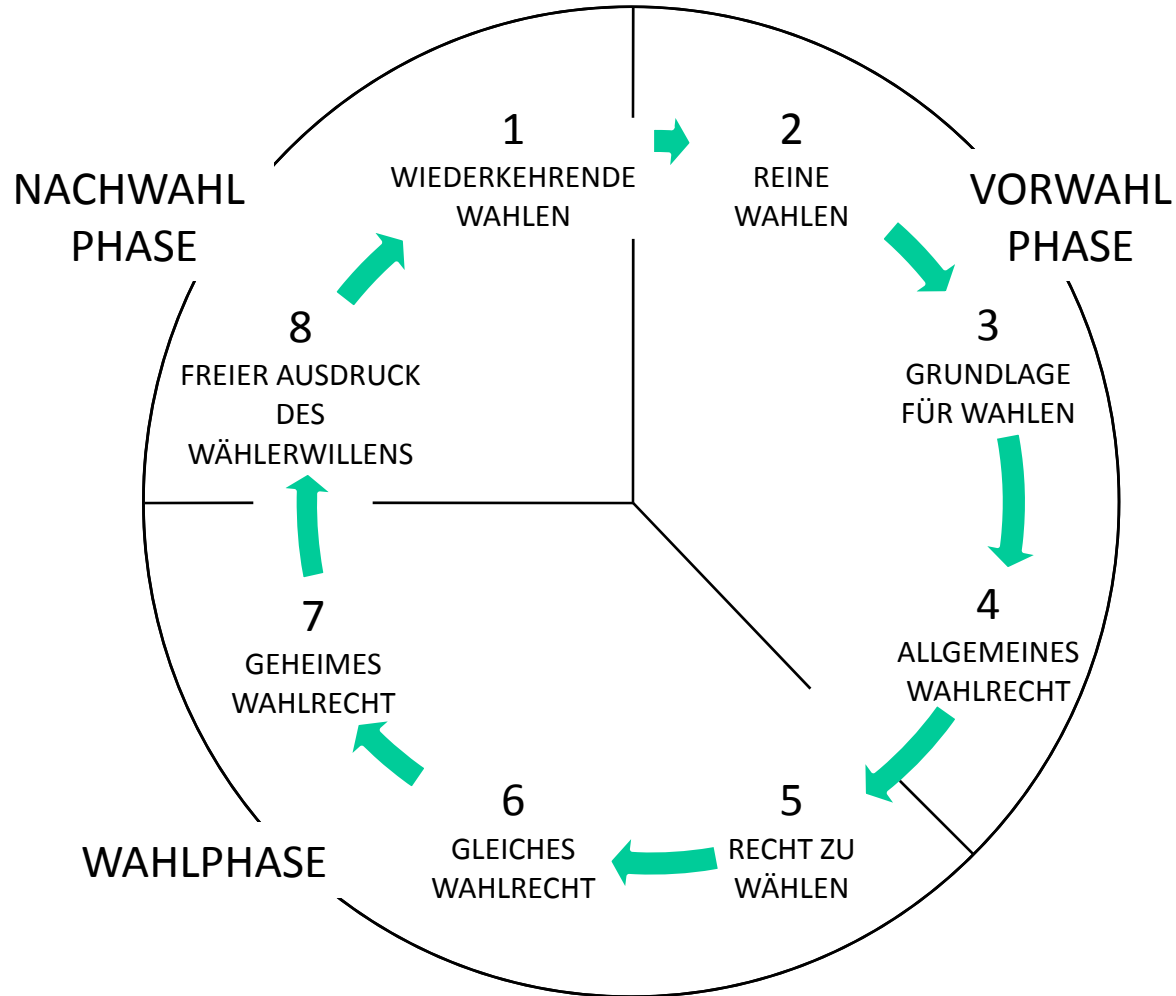 1
WIEDERKEHRENDE
WAHLEN
2
REINE
WAHLEN
NACHWAHL
PHASE
VORWAHL
PHASE
3
GRUNDLAGE
FÜR WAHLEN
8
FREIER AUSDRUCK
DES
WÄHLERWILLENS
4
ALLGEMEINES
WAHLRECHT
7
GEHEIMES
WAHLRECHT
5
RECHT ZU
WÄHLEN
6
GLEICHES
WAHLRECHT
WAHLPHASE